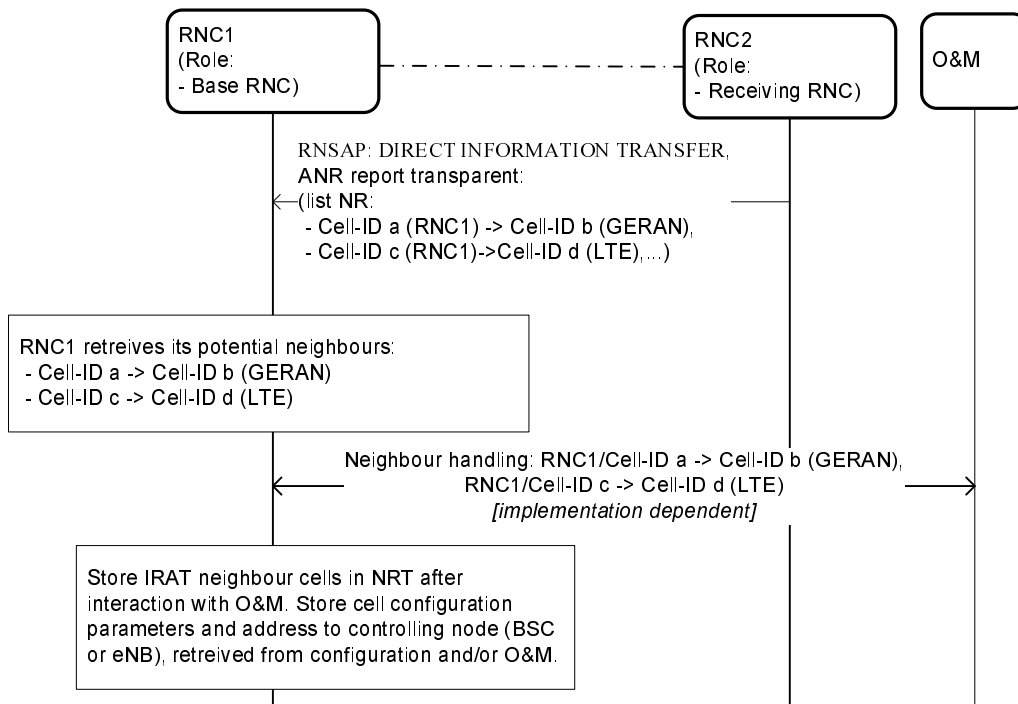 RNC1
(Role:
- Base RNC)
RNC2
(Role:
- Receiving RNC)
O&M
RNSAP: DIRECT INFORMATION TRANSFER,
ANR report transparent:
(list NR:
- Cell-ID a (RNC1) -> Cell-ID b (GERAN),
- Cell-ID c (RNC1)->Cell-ID d (LTE),...)
RNC1 retreives its potential neighbours:
- Cell-ID a -> Cell-ID b (GERAN)
- Cell-ID c -> Cell-ID d (LTE)
Neighbour handling: RNC1/Cell-ID a -> Cell-ID b (GERAN),
RNC1/Cell-ID c -> Cell-ID d (LTE)
[implementation dependent]
Store IRAT neighbour cells in NRT after
interaction with O&M. Store cell configuration
parameters and address to controlling node (BSC
or eNB), retreived from configuration and/or O&M.